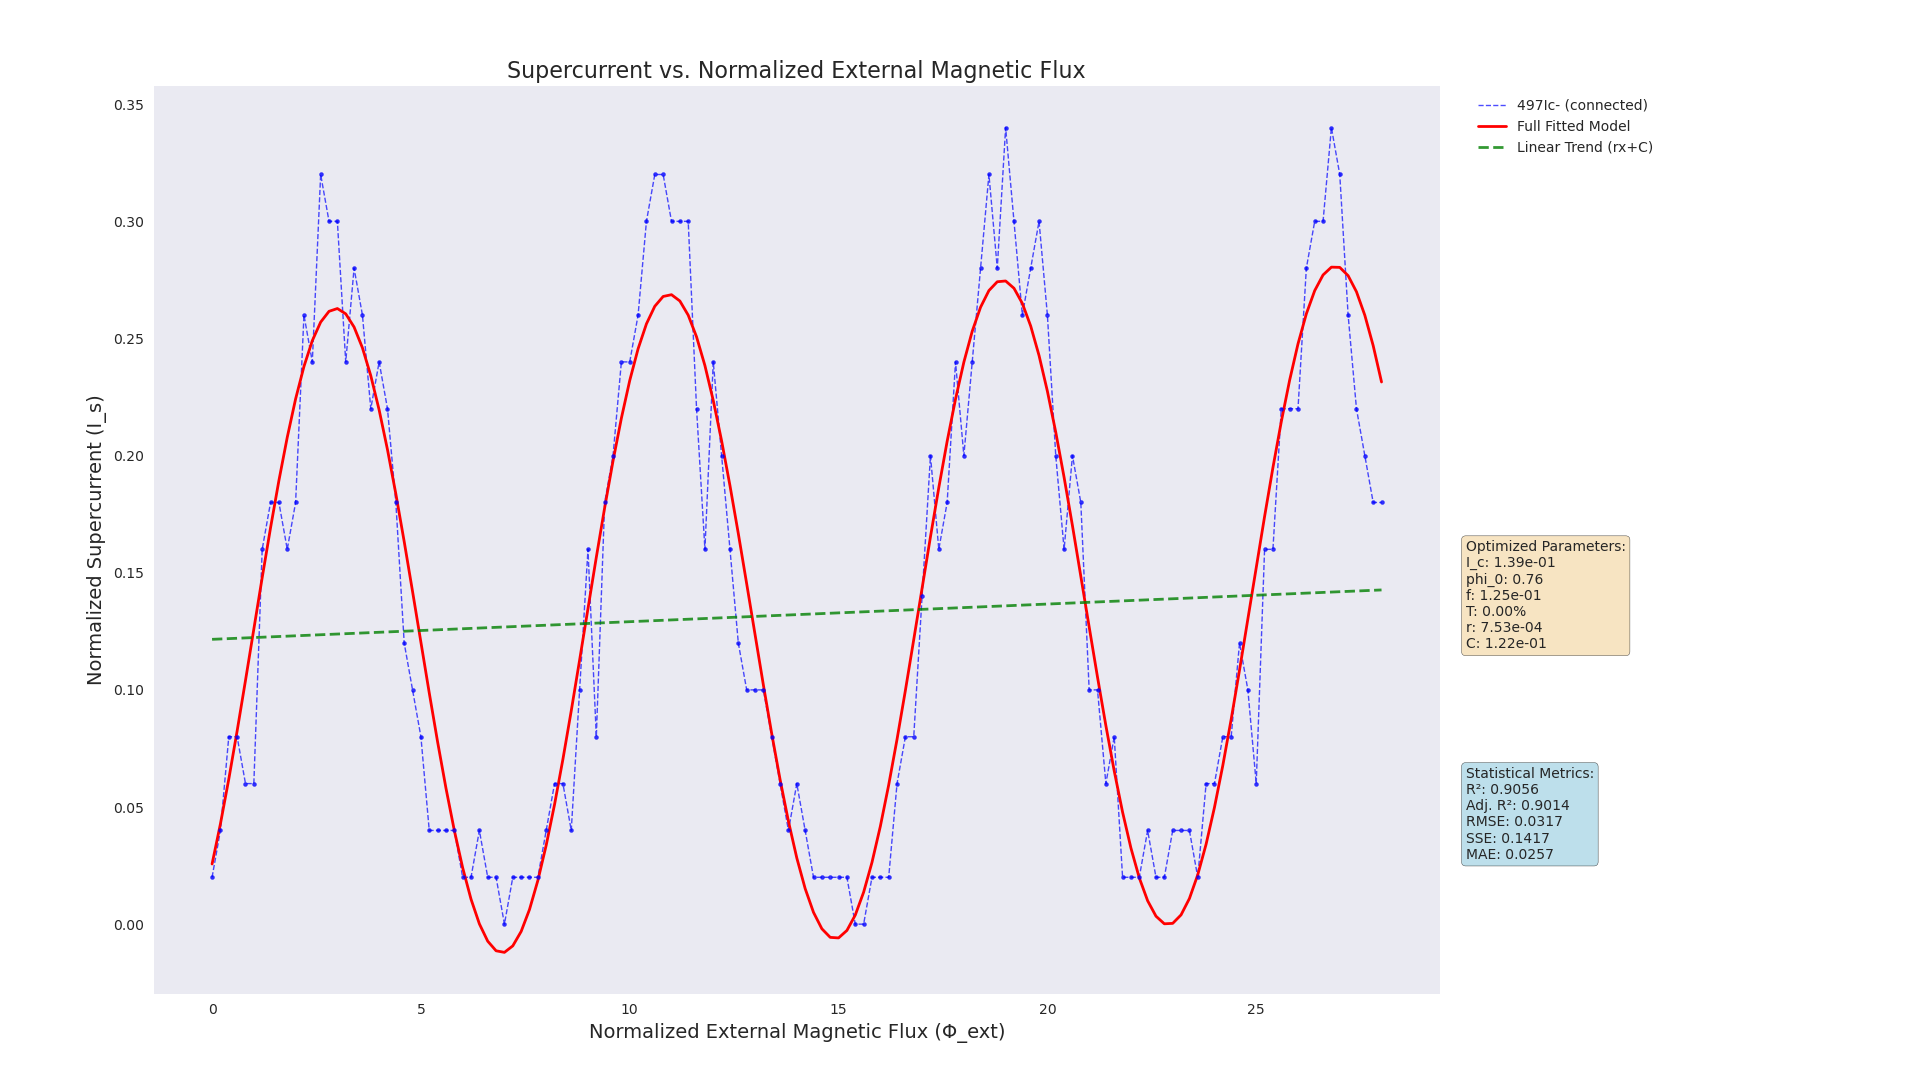 Supercurrent vs. Normalized External Magnetic Flux
0.35
0.30
0.25
0.20
0.15
0.10
0.05
0.00
Normalized Supercurrent (I_s)
0 5 10 15 20 25
Normalized External Magnetic Flux (Φ_ext)
497Ic- (connected)
Full Fitted Model
Linear Trend (rx+C)
Optimized Parameters:
I_c: 1.39e-01
phi_0: 0.76
f: 1.25e-01
T: 0.00%
r: 7.53e-04
C: 1.22e-01
Statistical Metrics:
R²: 0.9056
Adj. R²: 0.9014
RMSE: 0.0317
SSE: 0.1417
MAE: 0.0257